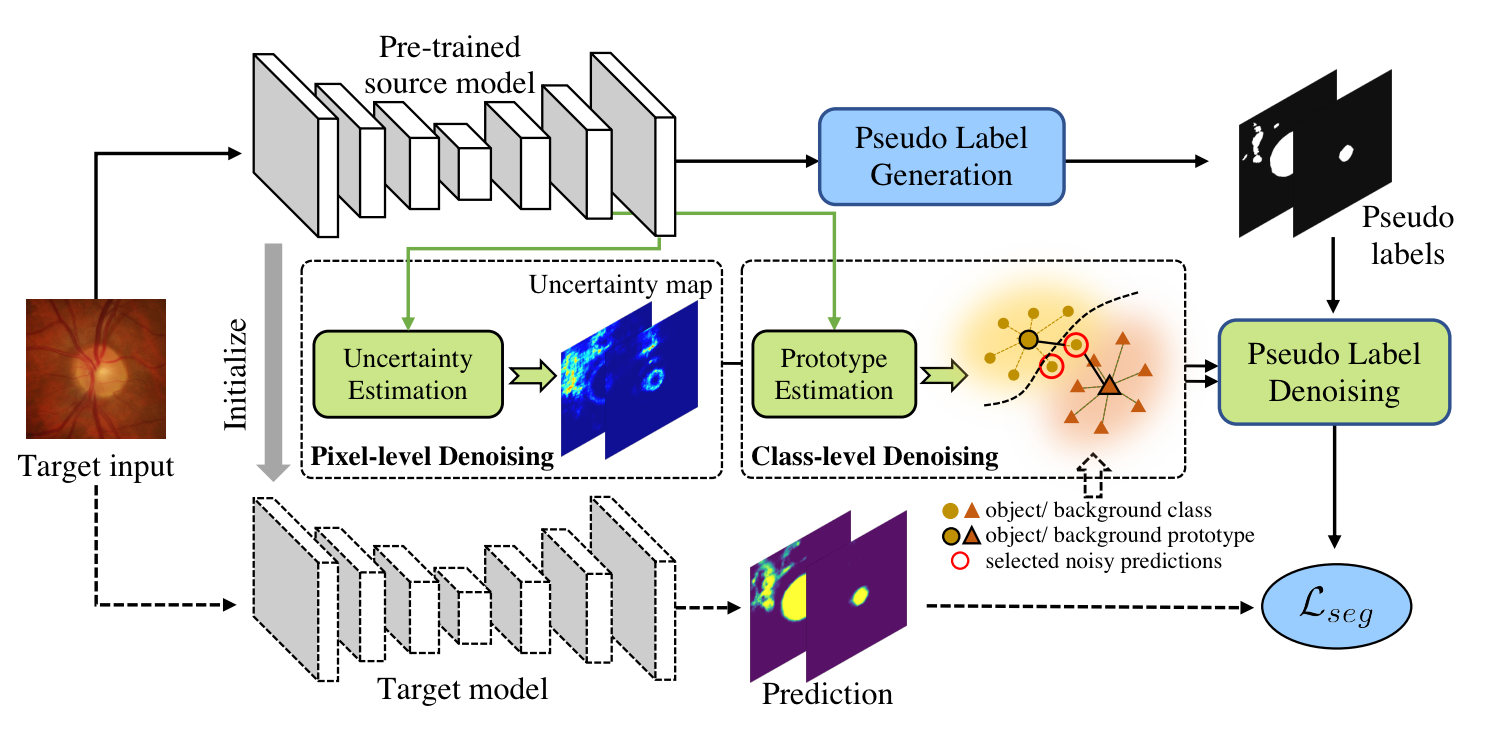 Pre-trained
source model
Pseudo Label
Generation
Pseudo
labels
Initialize
Uncertainty map
Uncertainty
Estimation
Prototype
Estimation
Pseudo Label
Denoising
Target input
Pixel-level Denoising
Class-level Denoising
object/ background class
object/ background prototype
selected noisy predictions
ℒseg
Target model
Prediction